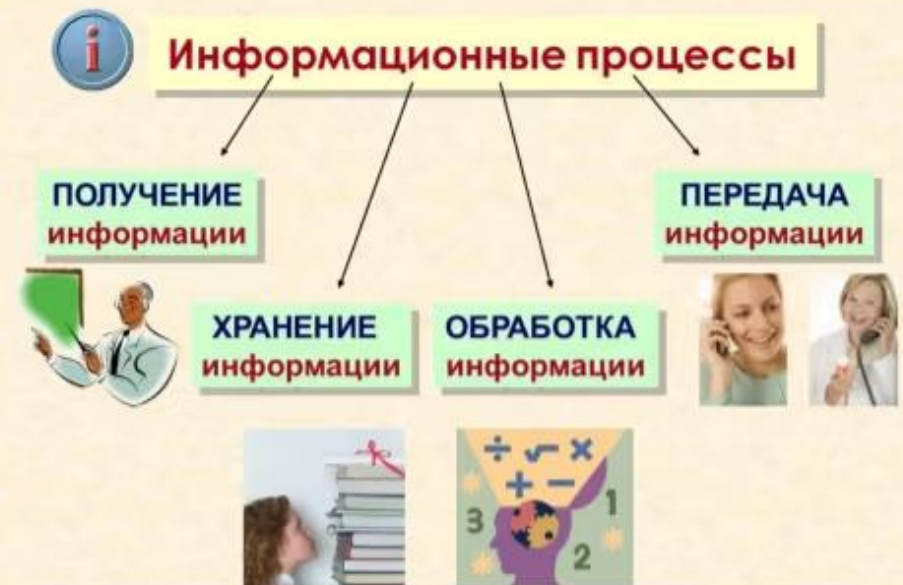 i
Информационные процессы
ПОЛУЧЕНИЕ
информации
ПЕРЕДАЧА
информации
ХРАНЕНИЕ
информации
ОБРАБОТКА
информации
÷ √ ×
+ −
3
1
2